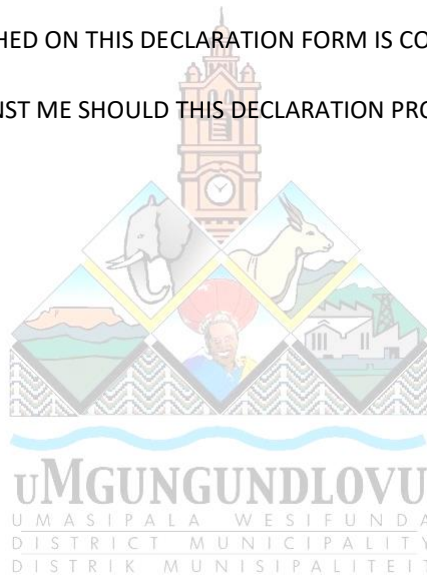 HED ON THIS DECLARATION FORM IS CO
NST ME SHOULD THIS DECLARATION PRO
UMGUNGUNDLOVU
UMASIPALA WESIFUNDA
DISTRICT MUNICIPALITY
DISTRIK MUNISIPALITEIT